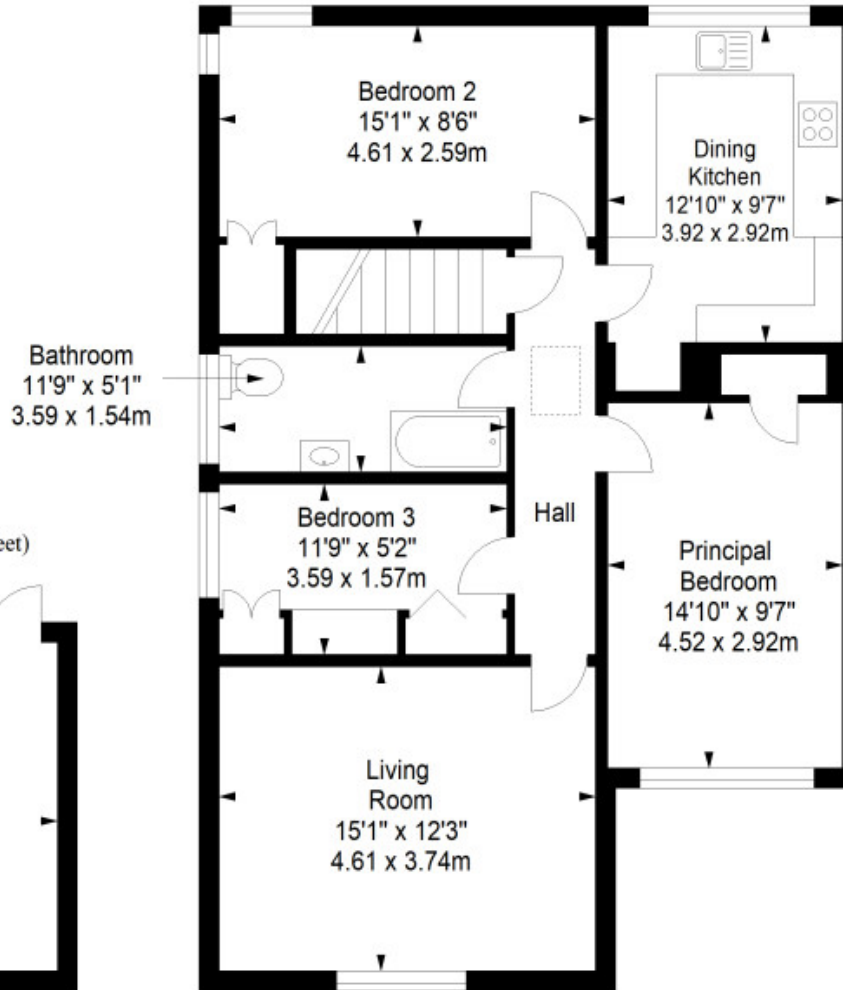 Bedroom 2
15'1" x 8'6"
4.61 x 2.59m
Dining
Kitchen
12'10" x 9'7"
3.92 x 2.92m
Bathroom
11'9" x 5'1"
3.59 x 1.54m
Bedroom 3
11'9" x 5'2"
3.59 x 1.57m
Hall
Principal
Bedroom
14'10" x 9'7"
4.52 x 2.92m
Living
Room
15'1" x 12'3"
4.61 x 3.74m